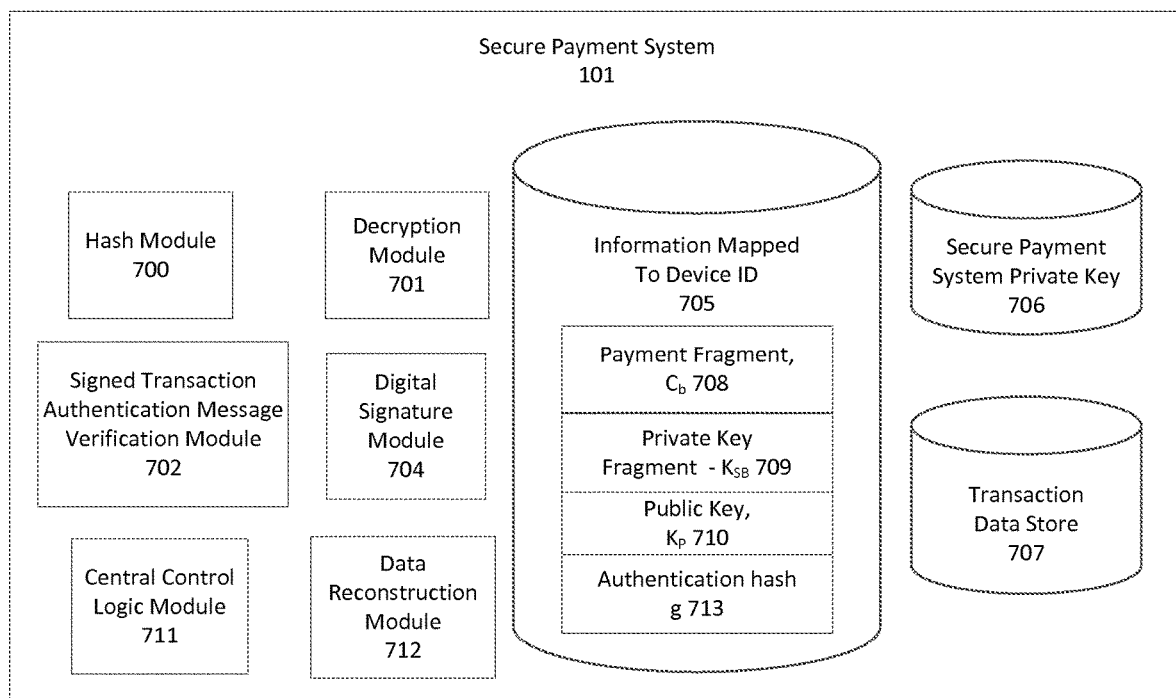 Secure Payment System
101
Hash Module
700
Decryption
Module
701
Signed Transaction
Authentication Message
Verification Module
702
Digital
Signature
Module
704
Central Control
Logic Module
711
Data
Reconstruction
Module
712
Information Mapped
To Device ID
705
Payment Fragment,
C_b 708
Private Key
Fragment - K_SB 709
Public Key,
K_P 710
Authentication hash
g 713
Secure Payment
System Private Key
706
Transaction
Data Store
707